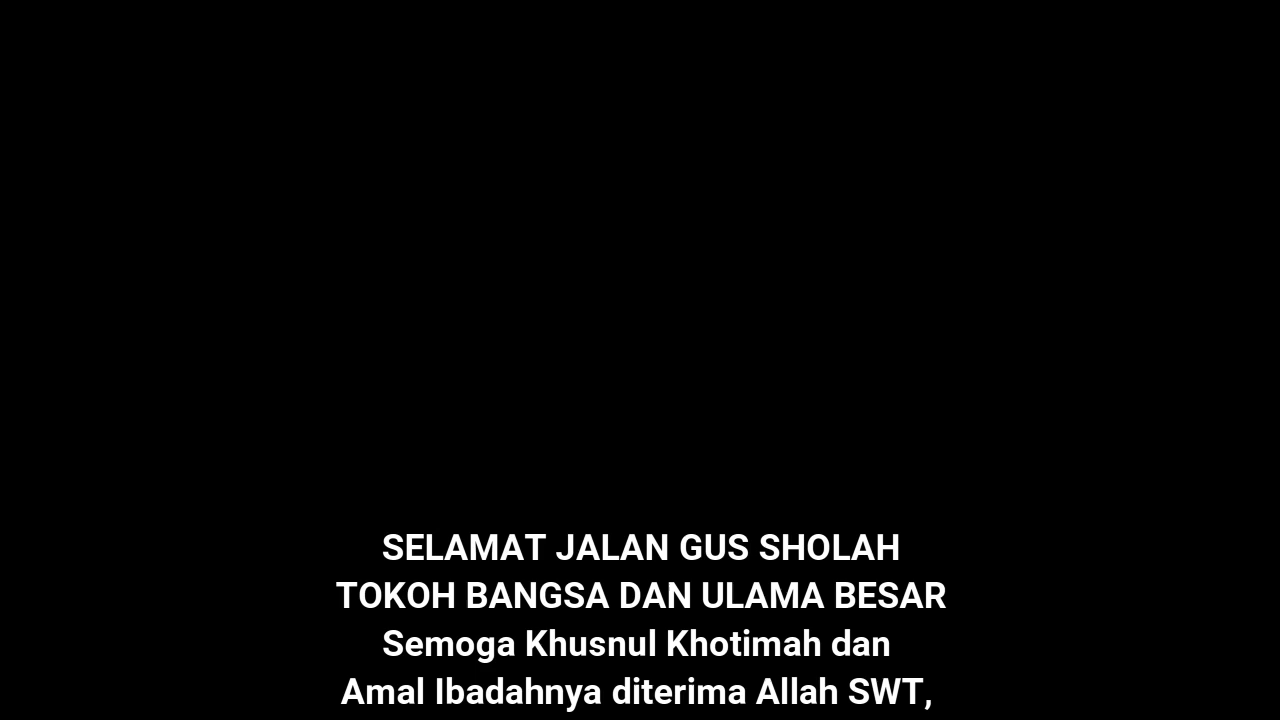 SELAMAT JALAN GUS SHOLAH
TOKOH BANGSA DAN ULAMA BESAR
Semoga Khusnul Khotimah dan
Amal Ibadahnya diterima Allah SWT,